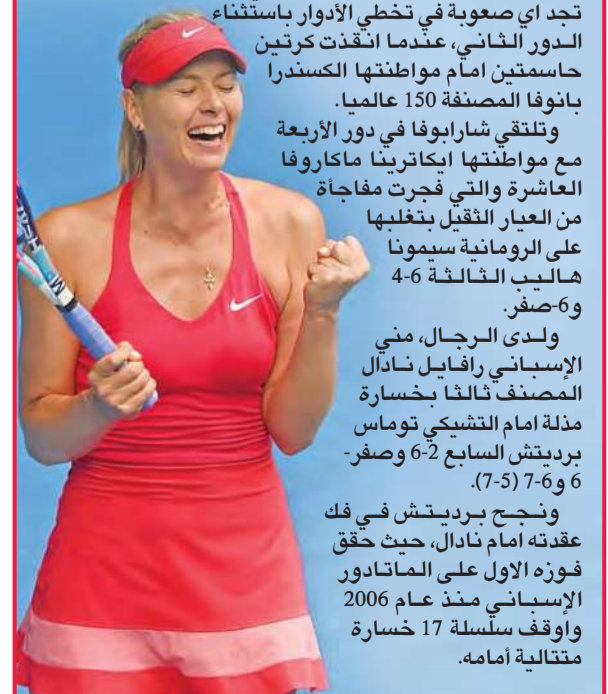 تجد اي صعوبة في تخطي الأدوار باستثناء
الدور الثاني، عندما انقذت كرتين
حاسمتين امام مواطنتها الكسندرا
بانوفا المصنفة 150 عالميا.
وتلتقي شارابوفا في دور الأربعة
مع مواطنتها ايكاترينا ماكاروفا
العاشرة والتي فجرت مفاجأة
من العيار الثقيل بتغلبها
على الرومانية سيمونا
هاليب الثالثة 6-4
و6-صفر.
ولدى الرجال، مني
الإسباني رافايل نادال
المصنف ثالثا بخسارة
مذلة امام التشيكي توماس
برديتش السابع 2-6 وصفر-
6 و6-7 (5-7).
ونجح برديتش في فك
عقدته امام نادال، حيث حقق
فوزه الاول على الماتادور
الإسباني منذ عام 2006
واوقف سلسلة 17 خسارة
متتالية أمامه.